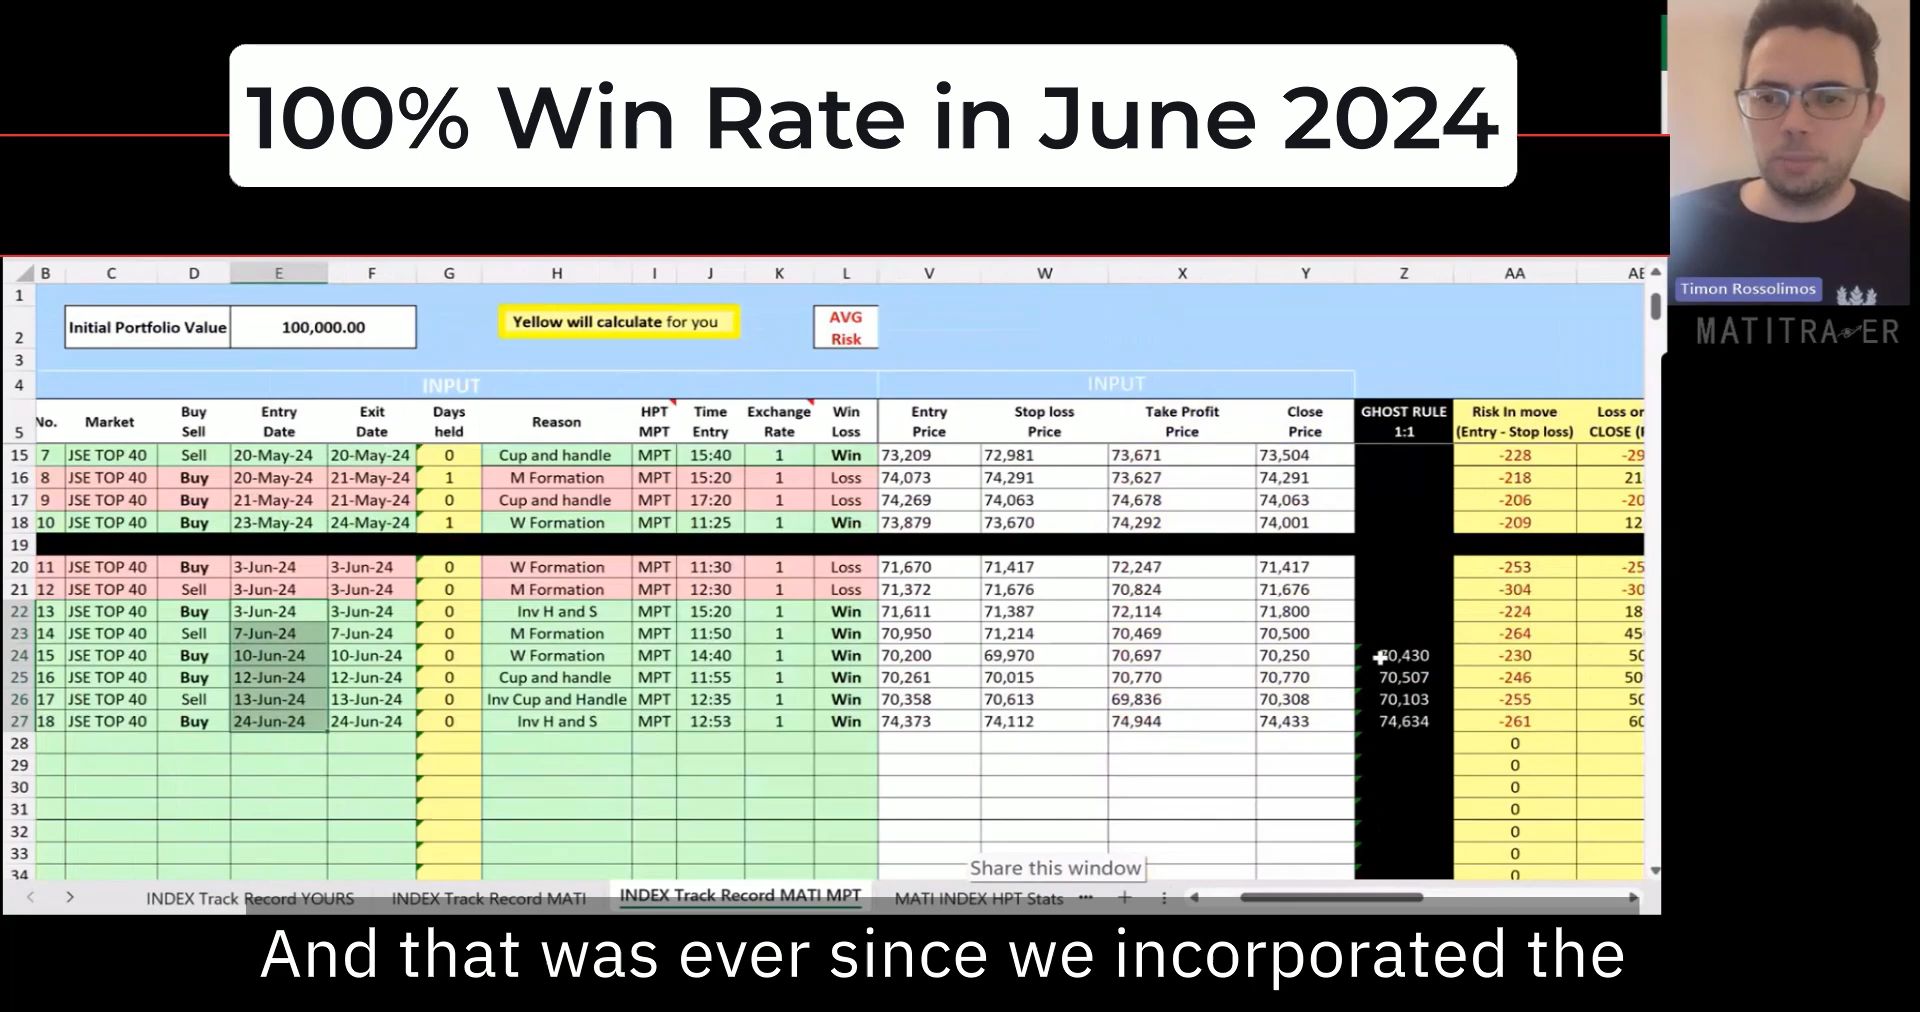 100% Win Rate in June 2024
Timon Rossolimos
MATITRADER
B C D E F G H I J K L V W X Y Z AA
1
2 Initial Portfolio Value 100,000.00 Yellow will calculate for you AVG Risk
3
4 INPUT INPUT
5 No. Market Buy Sell Entry Date Exit Date Days held Reason HPT MPT Time Entry Exchange Rate Win Loss Entry Price Stop loss Price Take Profit Price Close Price GHOST RULE 1:1 Risk In move (Entry - Stop loss) Loss or CLOSE
15 7 JSE TOP 40 Sell 20-May-24 20-May-24 0 Cup and handle MPT 15:40 1 Win 73,209 72,981 73,671 73,504 -228 -29
16 8 JSE TOP 40 Buy 20-May-24 21-May-24 1 M Formation MPT 15:20 1 Loss 74,073 74,291 73,627 74,291 -218 21
17 9 JSE TOP 40 Buy 21-May-24 21-May-24 0 Cup and handle MPT 17:20 1 Loss 74,269 74,063 74,678 74,063 -206 -20
18 10 JSE TOP 40 Buy 23-May-24 24-May-24 1 W Formation MPT 11:25 1 Win 73,879 73,670 74,292 74,001 -209 12
19
20 11 JSE TOP 40 Buy 3-Jun-24 3-Jun-24 0 W Formation MPT 11:30 1 Loss 71,670 71,417 72,247 71,417 -253 -25
21 12 JSE TOP 40 Sell 3-Jun-24 3-Jun-24 0 M Formation MPT 12:30 1 Loss 71,372 71,676 70,824 71,676 -304 -30
22 13 JSE TOP 40 Buy 3-Jun-24 3-Jun-24 0 Inv H and S MPT 15:20 1 Win 71,611 71,387 72,114 71,800 -224 18
23 14 JSE TOP 40 Sell 7-Jun-24 7-Jun-24 0 M Formation MPT 11:50 1 Win 70,950 71,214 70,469 70,500 -264 45
24 15 JSE TOP 40 Buy 10-Jun-24 10-Jun-24 0 W Formation MPT 14:40 1 Win 70,200 69,970 70,697 70,250 0,430 -230 50
25 16 JSE TOP 40 Buy 12-Jun-24 12-Jun-24 0 Cup and handle MPT 11:55 1 Win 70,261 70,015 70,770 70,770 70,507 -246 50
26 17 JSE TOP 40 Sell 13-Jun-24 13-Jun-24 0 Inv Cup and Handle MPT 12:35 1 Win 70,358 70,613 69,836 70,308 70,103 -255 50
27 18 JSE TOP 40 Buy 24-Jun-24 24-Jun-24 0 Inv H and S MPT 12:53 1 Win 74,373 74,112 74,944 74,433 74,634 -261 60
28 0
29 0
30 0
31 0
32 0
33 0
34 0
Share this window
INDEX Track Record YOURS INDEX Track Record MATI INDEX Track Record MATI MPT MATI INDEX HPT Stats ••• +
And that was ever since we incorporated the